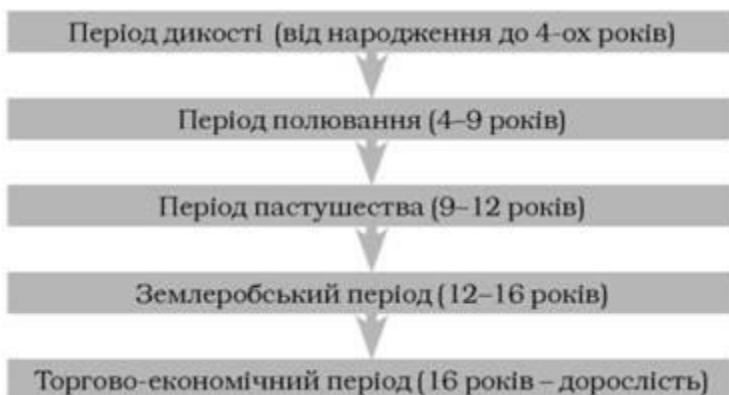 Період дикості (від народження до 4-ох років)
Період полювання (4–9 років)
Період пастушества (9–12 років)
Землеробський період (12–16 років)
Торгово-економічний період (16 років – дорослість)